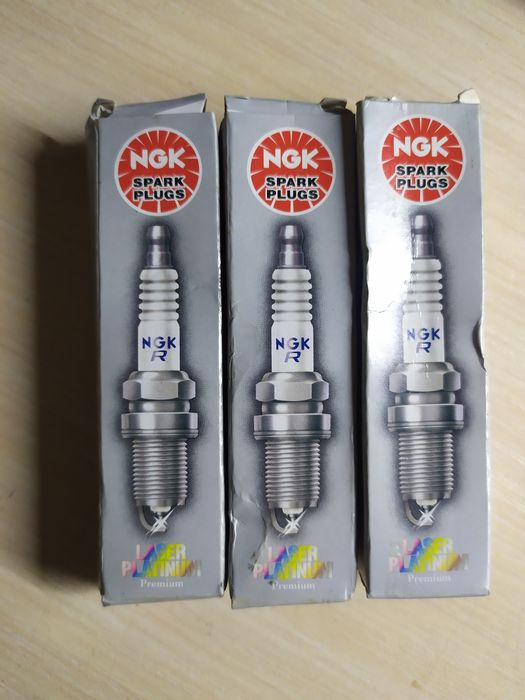 NGK
SPARK
PLUGS
NGK
R
LASER
PLATINUM
Premium
NGK
SPARK
PLUGS
NGK
R
LASER
PLATINUM
Premium
NGK
SPARK
PLUGS
NGK
R
LASER
PLATINUM
Premium